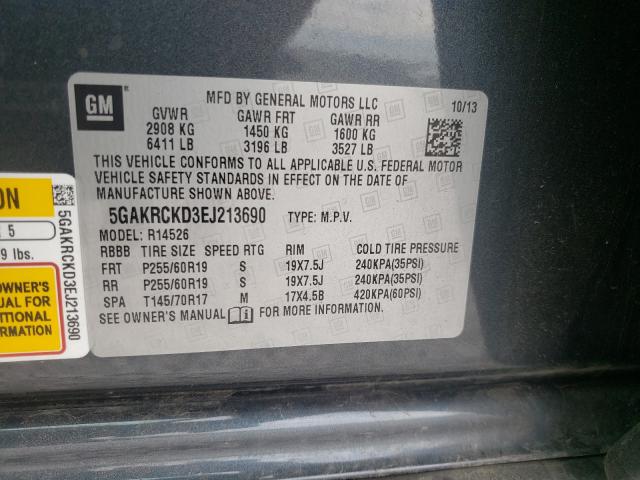 GM
MFD BY GENERAL MOTORS LLC 10/13
GVWR GAWR FRT GAWR RR
2908 KG 1450 KG 1600 KG
6411 LB 3196 LB 3527 LB
THIS VEHICLE CONFORMS TO ALL APPLICABLE U.S. FEDERAL MOTOR
VEHICLE SAFETY STANDARDS IN EFFECT ON THE DATE OF
MANUFACTURE SHOWN ABOVE.
5GAKRCKD3EJ213690 TYPE: M.P.V.
MODEL: R14526
RBBB TIRE SIZE SPEED RTG RIM COLD TIRE PRESSURE
FRT P255/60R19 S 19X7.5J 240KPA(35PSI)
RR P255/60R19 S 19X7.5J 240KPA(35PSI)
SPA T145/70R17 M 17X4.5B 420KPA(60PSI)
SEE OWNER'S MANUAL i FOR MORE INFORMATION.
ON
5
9 lbs.
OWNER'S
UAL FOR
ITIONAL
RMATION
5GAKRCKD3EJ213690